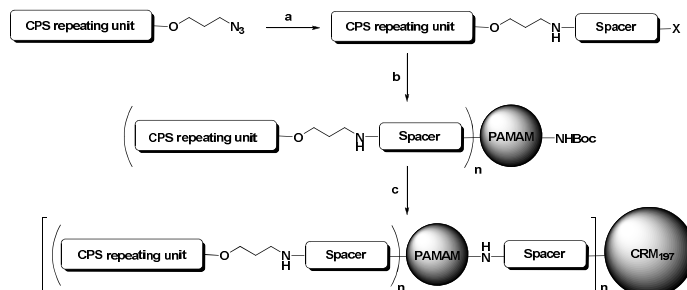 CPS repeating unit O N3 a CPS repeating unit O N H Spacer X
b
CPS repeating unit O N H Spacer n PAMAM NHBoc
c
CPS repeating unit O N H Spacer n PAMAM H N Spacer n CRM197